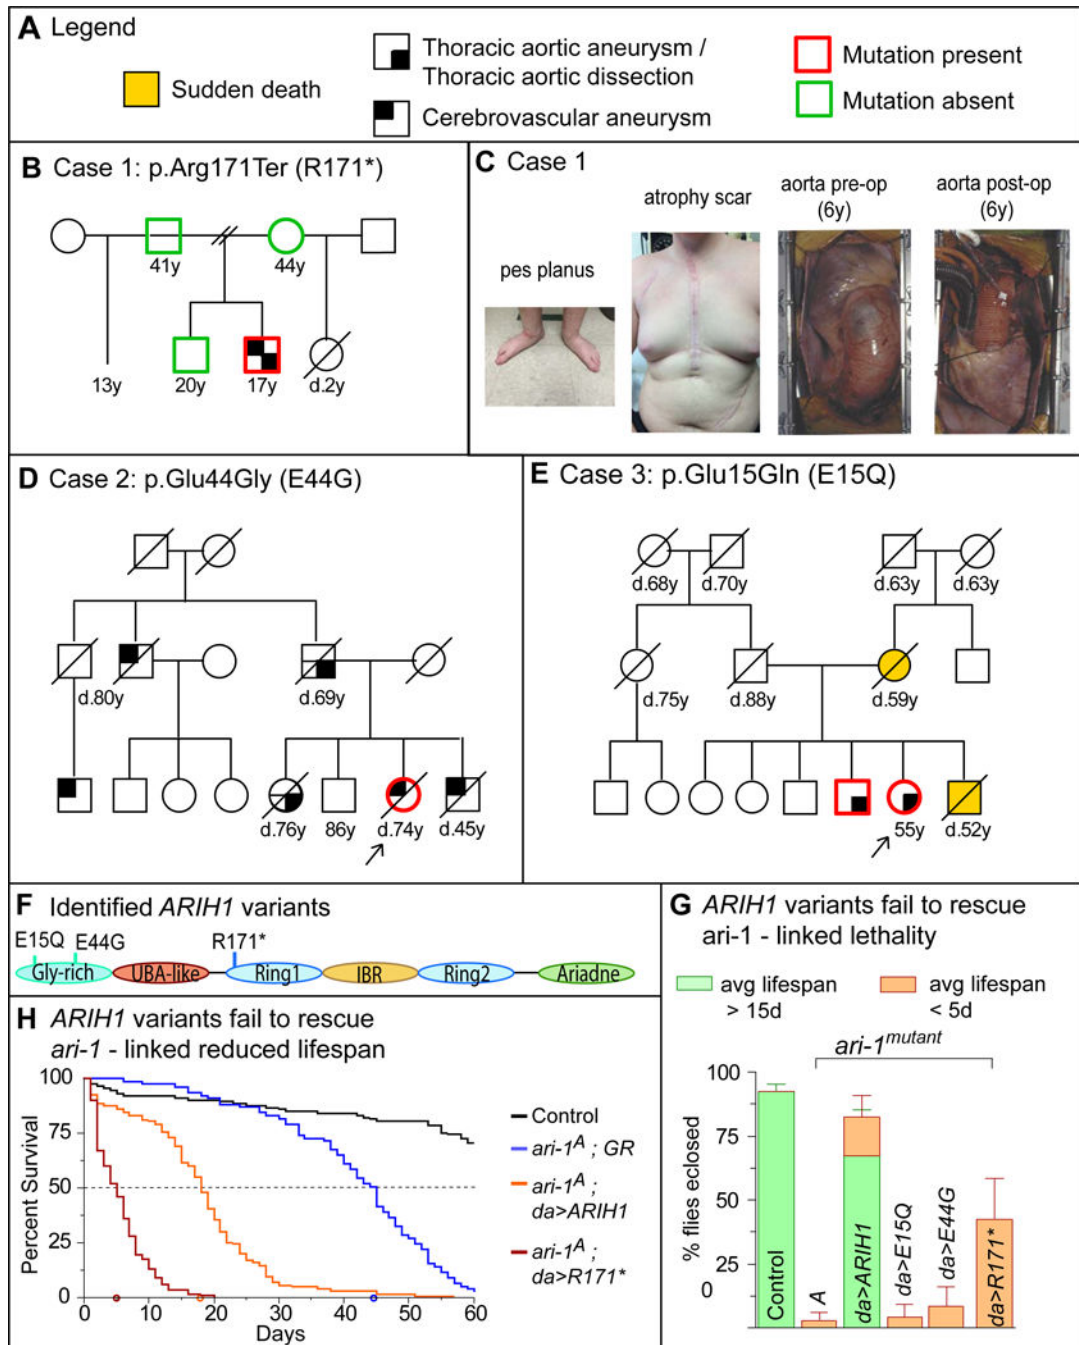 A Legend
Sudden death
Thoracic aortic aneurysm /
Thoracic aortic dissection
Cerebrovascular aneurysm
Mutation present
Mutation absent
B Case 1: p.Arg171Ter (R171*)
41y
44y
13y
20y
17y
d.2y
C Case 1
pes planus
atrophy scar
aorta pre-op
(6y)
aorta post-op
(6y)
D Case 2: p.Glu44Gly (E44G)
d.80y
d.69y
d.76y
86y
d.74y
d.45y
E Case 3: p.Glu15Gln (E15Q)
d.68y
d.70y
d.63y
d.63y
d.75y
d.88y
d.59y
55y
d.52y
F Identified ARIH1 variants
E15Q
E44G
R171*
Gly-rich
UBA-like
Ring1
IBR
Ring2
Ariadne
G ARIH1 variants fail to rescue
ari-1 - linked lethality
avg lifespan
> 15d
avg lifespan
< 5d
ari-1mutant
% flies eclosed
100
75
50
25
0
Control
A
da>ARIH1
da>E15Q
da>E44G
da>R171*
H ARIH1 variants fail to rescue
ari-1 - linked reduced lifespan
Percent Survival
100
75
50
25
0
0
10
20
30
40
50
60
Days
Control
ari-1A ; GR
ari-1A ;
da>ARIH1
ari-1A ;
da>R171*